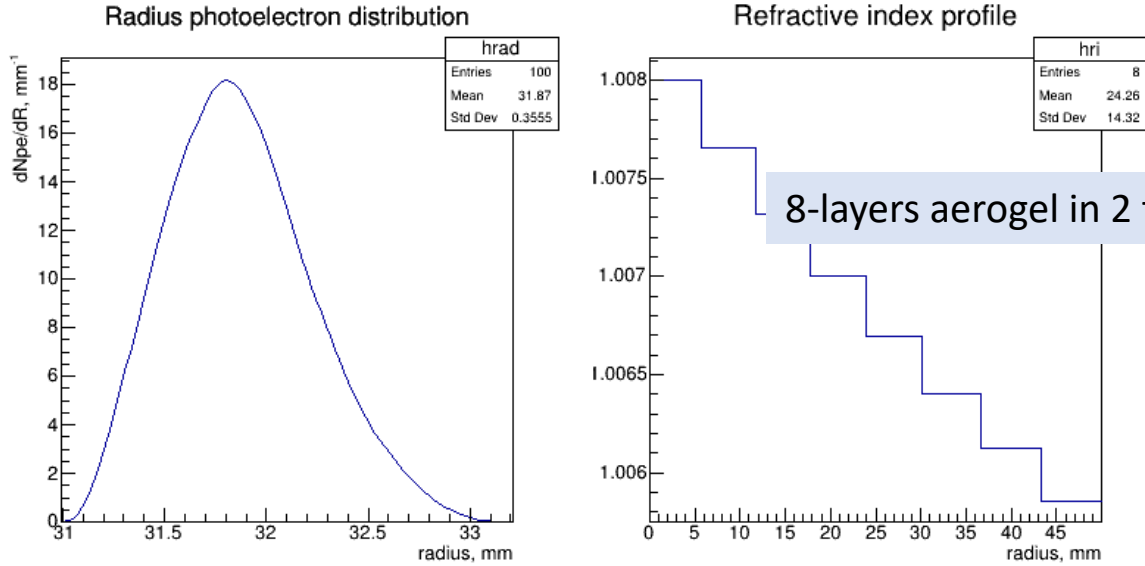 Radius photoelectron distribution
hrad
Entries 100
Mean 31.87
Std Dev 0.3555
dNpe/dR, mm⁻¹
18
16
14
12
10
8
6
4
2
0
31 31.5 32 32.5 33
radius, mm
Refractive index profile
hri
Entries 8
Mean 24.26
Std Dev 14.32
1.008
1.0075
8-layers aerogel in 2
1.007
1.0065
1.006
0 5 10 15 20 25 30 35 40 45
radius, mm